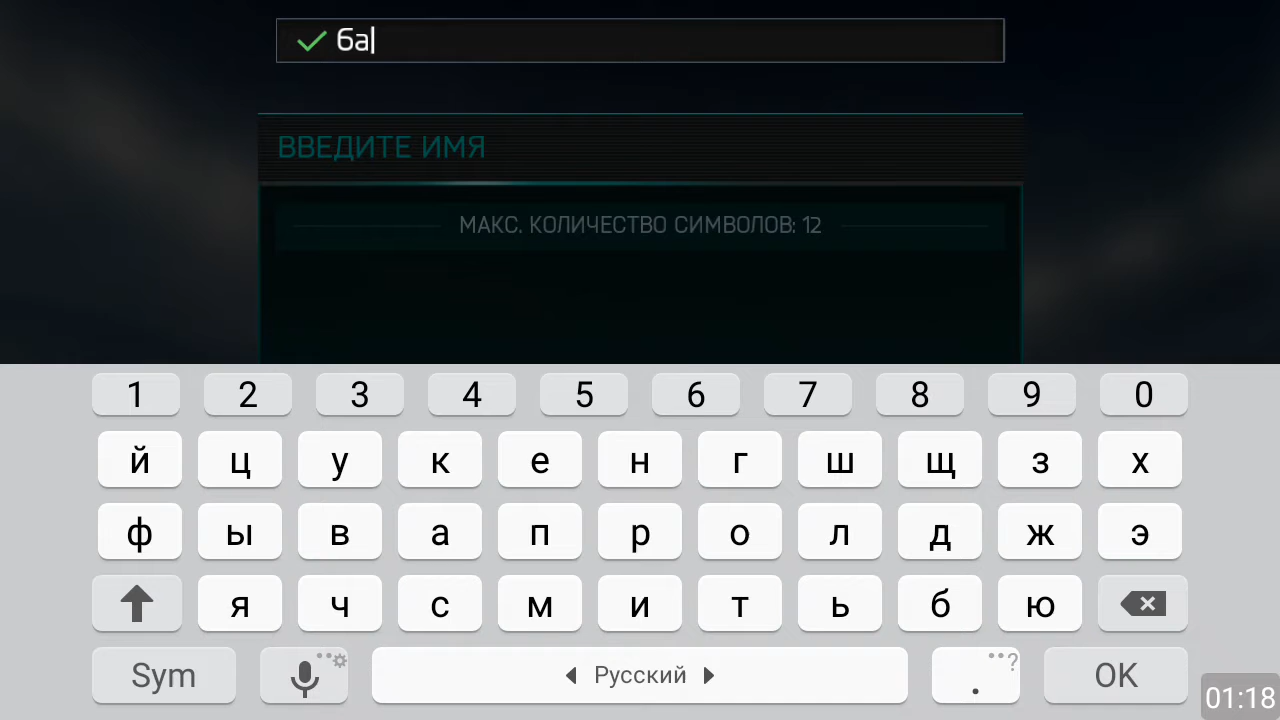 ба
ВВЕДИТЕ ИМЯ
МАКС. КОЛИЧЕСТВО СИМВОЛОВ: 12
1 2 3 4 5 6 7 8 9 0
й ц у к е н г ш щ з х
ф ы в а п р о л д ж э
я ч с м и т ь б ю
Sym Русский . ? OK
01:18